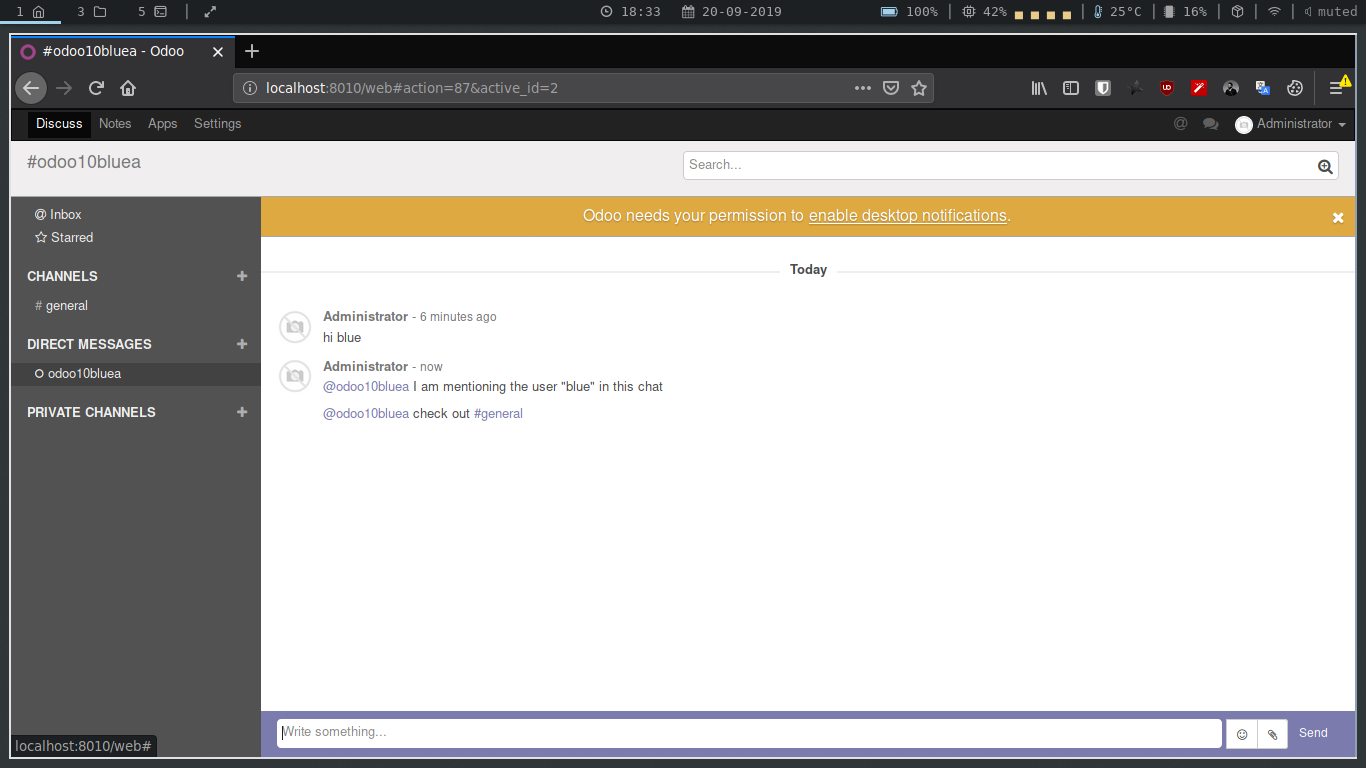 1 3 5 18:33 20-09-2019 100% 42% 25°C 16% muted
#odoo10bluea - Odoo
localhost:8010/web#action=87&active_id=2
Discuss Notes Apps Settings Administrator
#odoo10bluea
Search...
@ Inbox
Starred
CHANNELS
# general
DIRECT MESSAGES
odoo10bluea
PRIVATE CHANNELS
Odoo needs your permission to enable desktop notifications.
Today
Administrator - 6 minutes ago
hi blue
Administrator - now
@odoo10bluea I am mentioning the user "blue" in this chat
@odoo10bluea check out #general
Write something...
Send
localhost:8010/web#